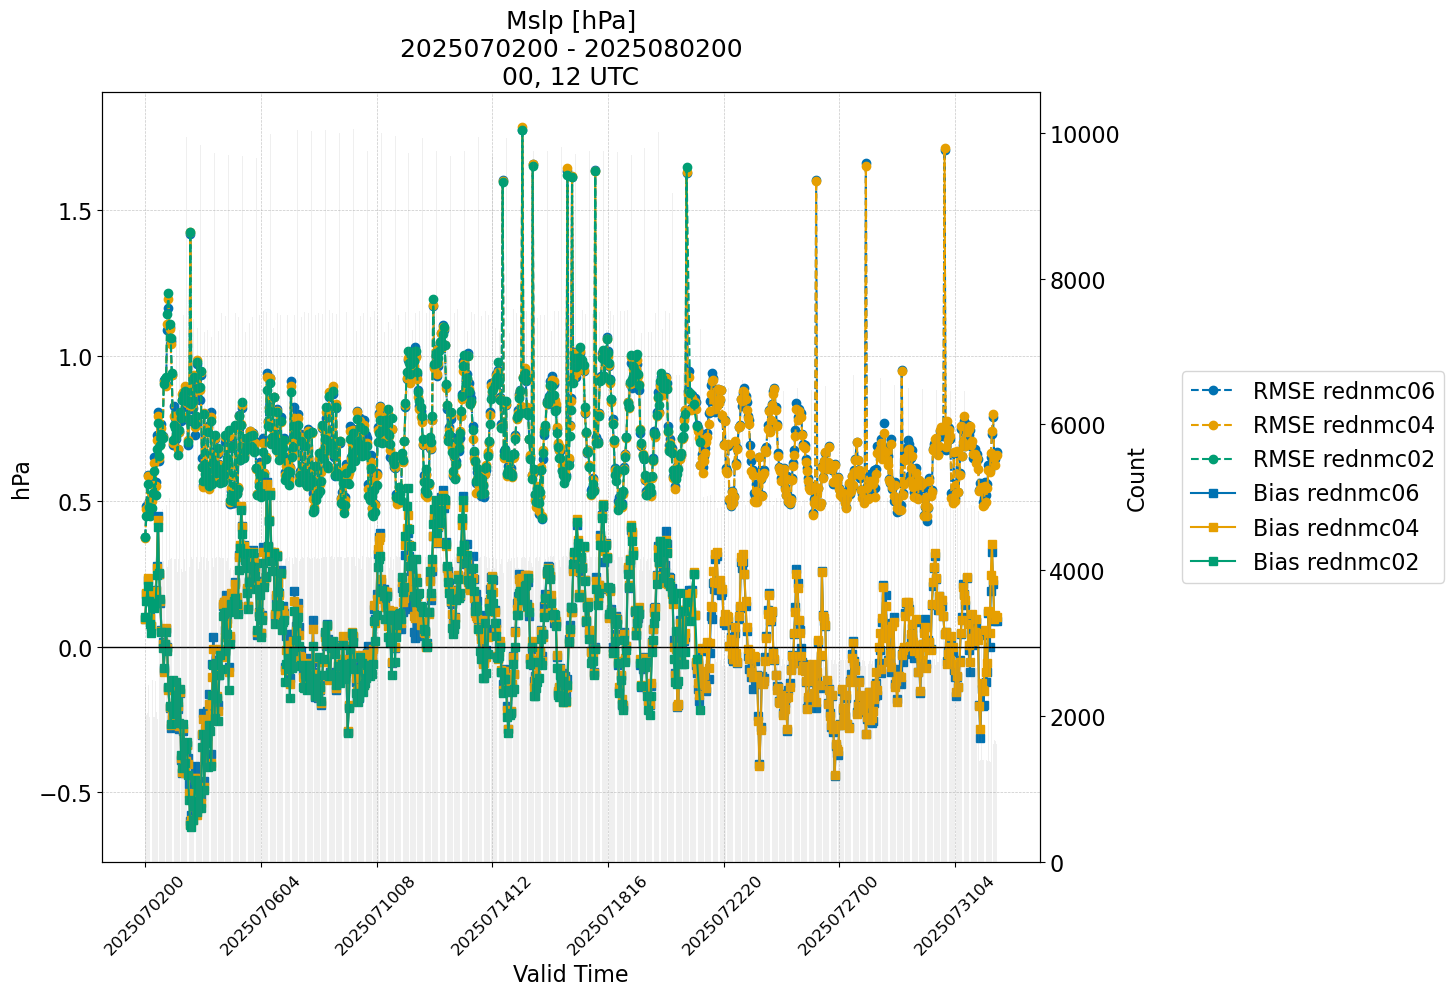 Mslp [hPa]
2025070200 - 2025080200
00, 12 UTC
hPa
1.5
1.0
0.5
0.0
−0.5
10000
8000
6000
4000
2000
0
Count
2025070200
2025070604
2025071008
2025071412
2025071816
2025072220
2025072700
2025073104
Valid Time
RMSE rednmc06
RMSE rednmc04
RMSE rednmc02
Bias rednmc06
Bias rednmc04
Bias rednmc02